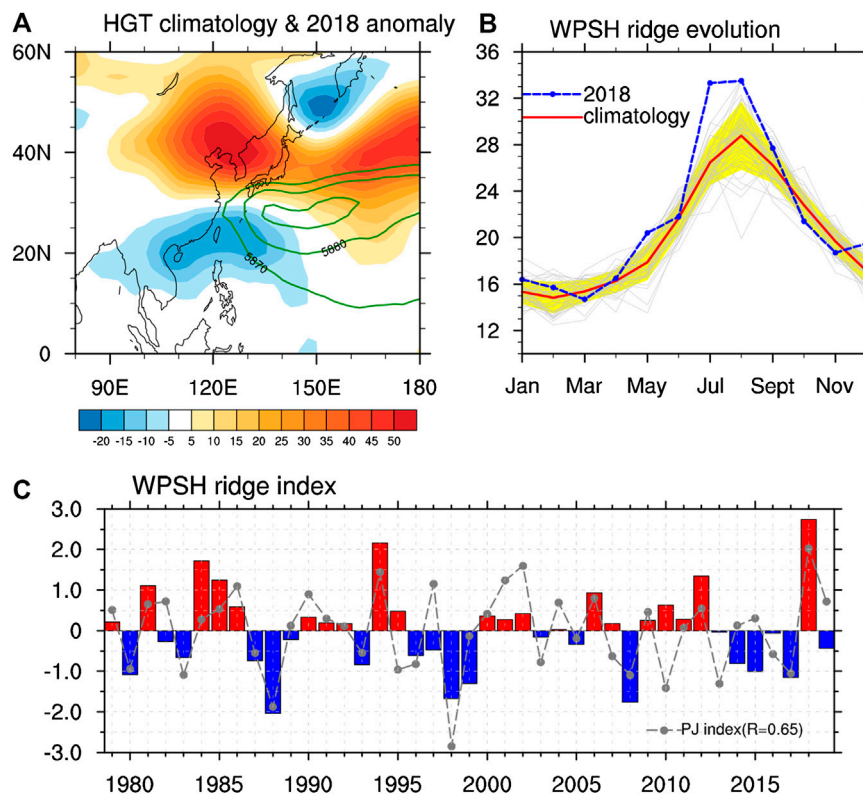 A
HGT climatology & 2018 anomaly
60N
40N
20N
0
90E
120E
150E
180
5880
5870
-20
-15
-10
-5
5
10
15
20
25
30
35
40
45
50
B
WPSH ridge evolution
36
32
28
24
20
16
12
2018
climatology
Jan
Mar
May
Jul
Sept
Nov
C
WPSH ridge index
3.0
2.0
1.0
0
-1.0
-2.0
-3.0
PJ index(R=0.65)
1980
1985
1990
1995
2000
2005
2010
2015